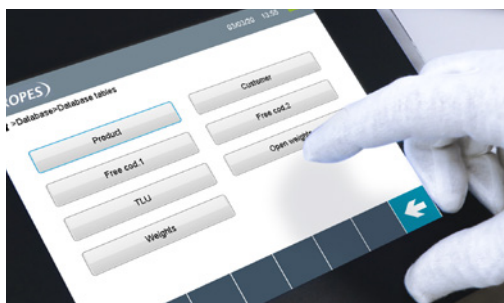 OPES)
03/03/20 13:55
>Database>Database tables
Product
Customer
Free cod.1
Free cod.2
TLU
Open weights
Weights